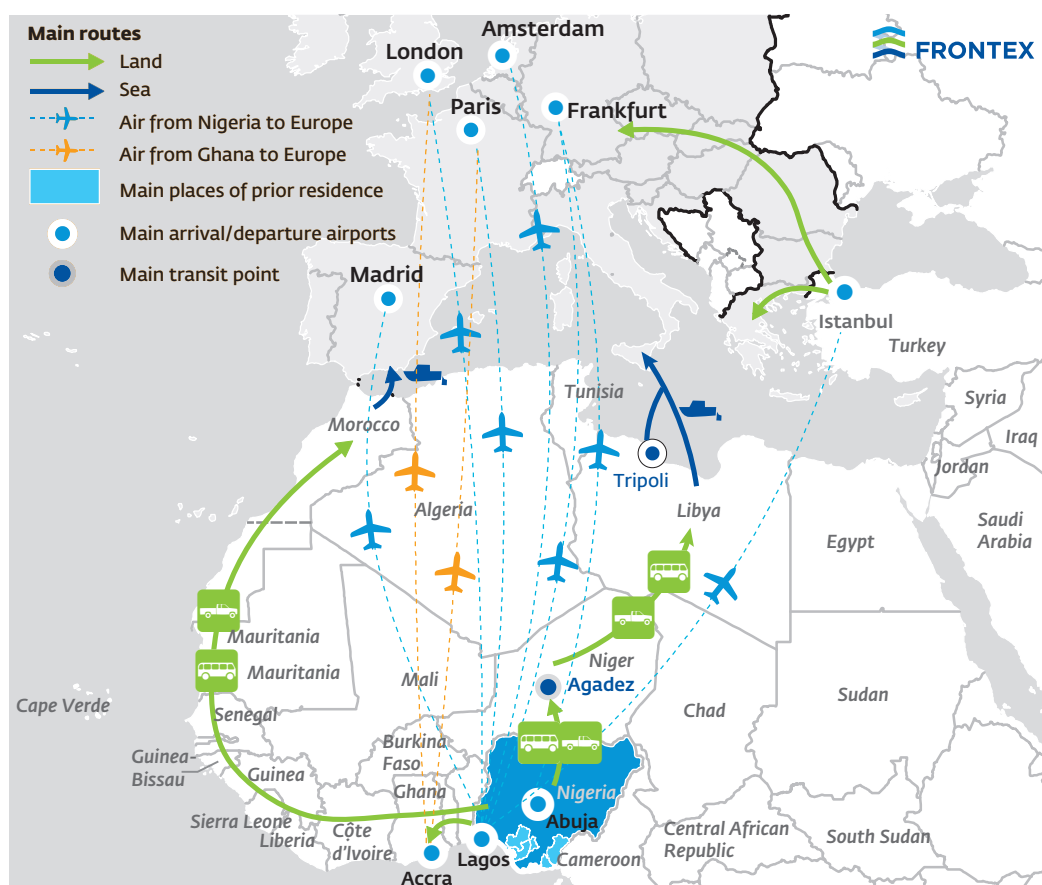 Main routes
Land
Sea
Air from Nigeria to Europe
Air from Ghana to Europe
Main places of prior residence
Main arrival/departure airports
Main transit point
FRONTEX
Amsterdam
London
Paris
Frankfurt
Madrid
Istanbul
Turkey
Tunisia
Syria
Morocco
Iraq
Jordan
Tripoli
Algeria
Libya
Saudi
Arabia
Egypt
Mauritania
Mauritania
Niger
Mali
Agadez
Cape Verde
Senegal
Chad
Sudan
Burkina
Faso
Guinea-
Bissau
Guinea
Ghana
Nigeria
Abuja
Sierra Leone
Liberia
Côte
d'Ivoire
Lagos
Cameroon
Central African
Republic
South Sudan
Accra